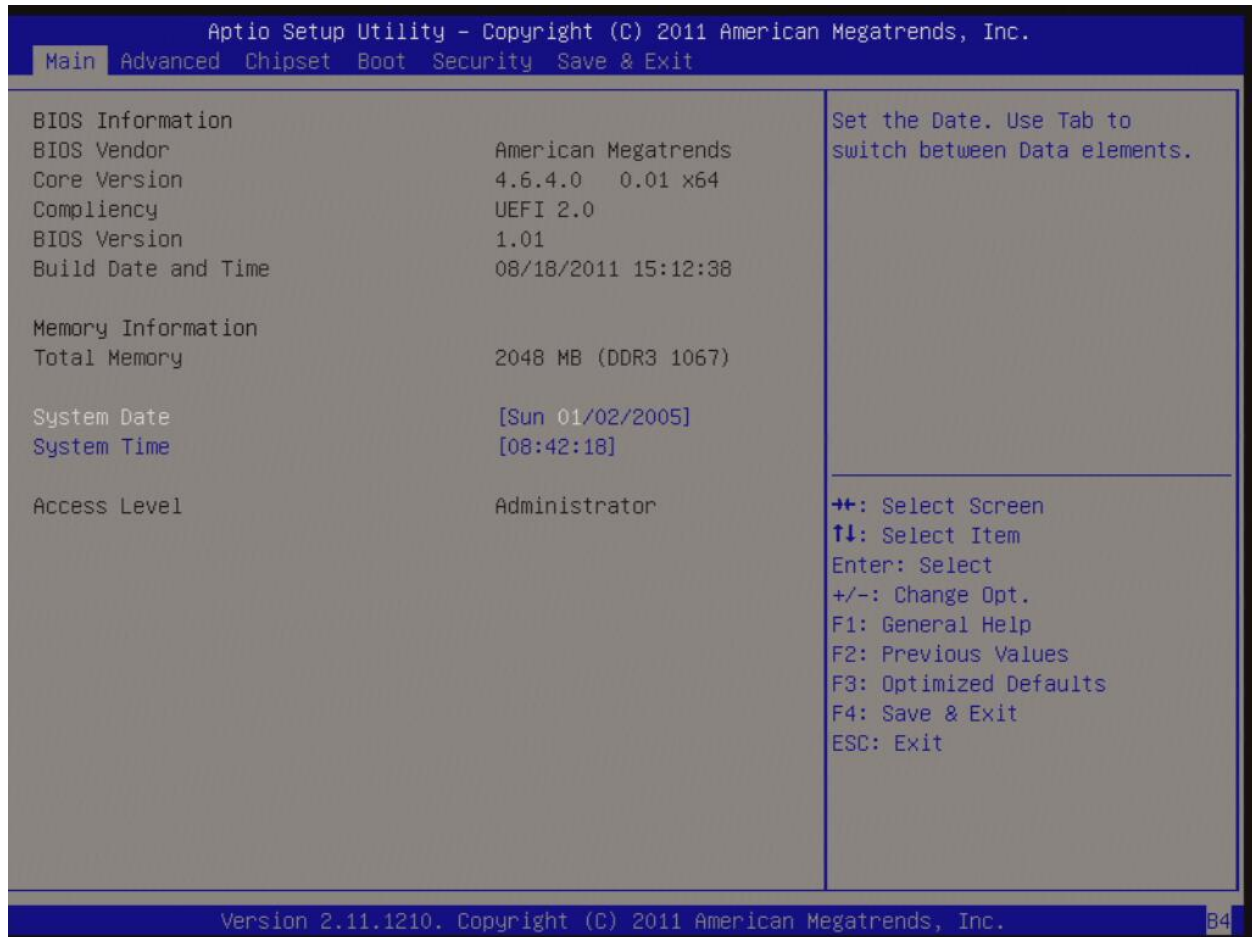 Aptio Setup Utility – Copyright (C) 2011 American Megatrends, Inc.
Main Advanced Chipset Boot Security Save & Exit
BIOS Information
BIOS Vendor American Megatrends
Core Version 4.6.4.0 0.01 x64
Compliency UEFI 2.0
BIOS Version 1.01
Build Date and Time 08/18/2011 15:12:38
Memory Information
Total Memory 2048 MB (DDR3 1067)
System Date [Sun 01/02/2005]
System Time [08:42:18]
Access Level Administrator
Set the Date. Use Tab to
switch between Data elements.
→←: Select Screen
↑↓: Select Item
Enter: Select
+/-: Change Opt.
F1: General Help
F2: Previous Values
F3: Optimized Defaults
F4: Save & Exit
ESC: Exit
Version 2.11.1210. Copyright (C) 2011 American Megatrends, Inc.
B4